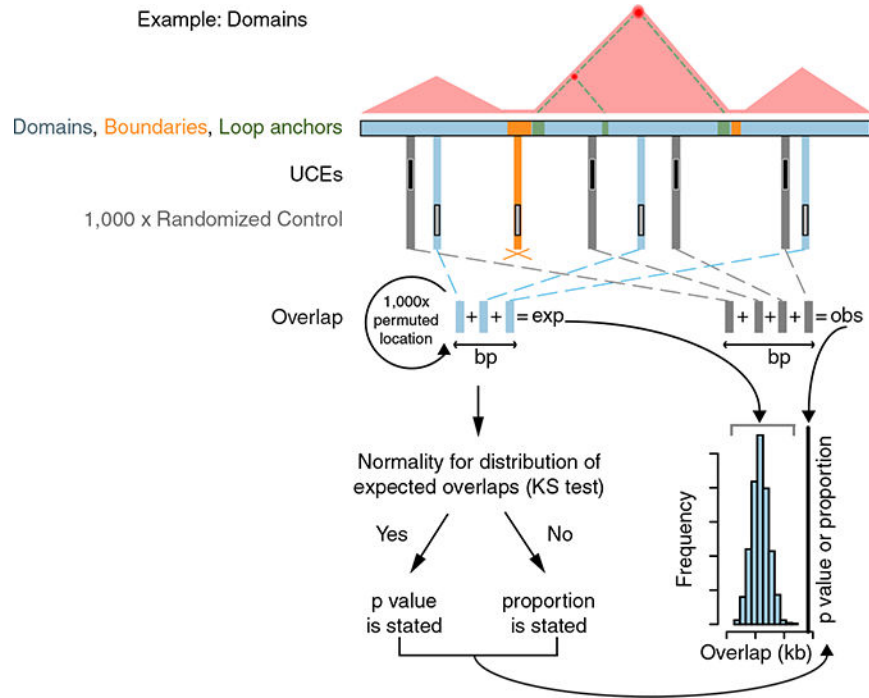 Example: Domains
Domains, Boundaries, Loop anchors
UCEs
1,000 x Randomized Control
Overlap
1,000x
permuted
location
+ + = exp
bp
+ + + = obs
bp
Normality for distribution of
expected overlaps (KS test)
Yes
No
p value
is stated
proportion
is stated
Frequency
Overlap (kb)
p value or proportion